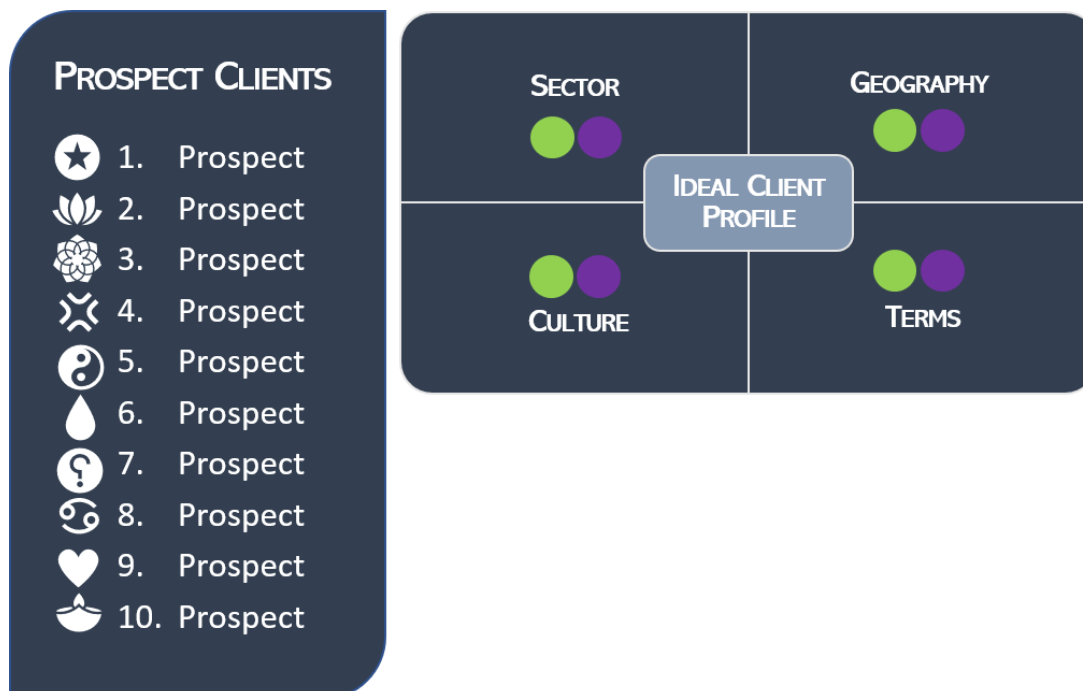 PROSPECT CLIENTS
1. Prospect
2. Prospect
3. Prospect
4. Prospect
5. Prospect
6. Prospect
7. Prospect
8. Prospect
9. Prospect
10. Prospect
SECTOR
GEOGRAPHY
IDEAL CLIENT
PROFILE
CULTURE
TERMS